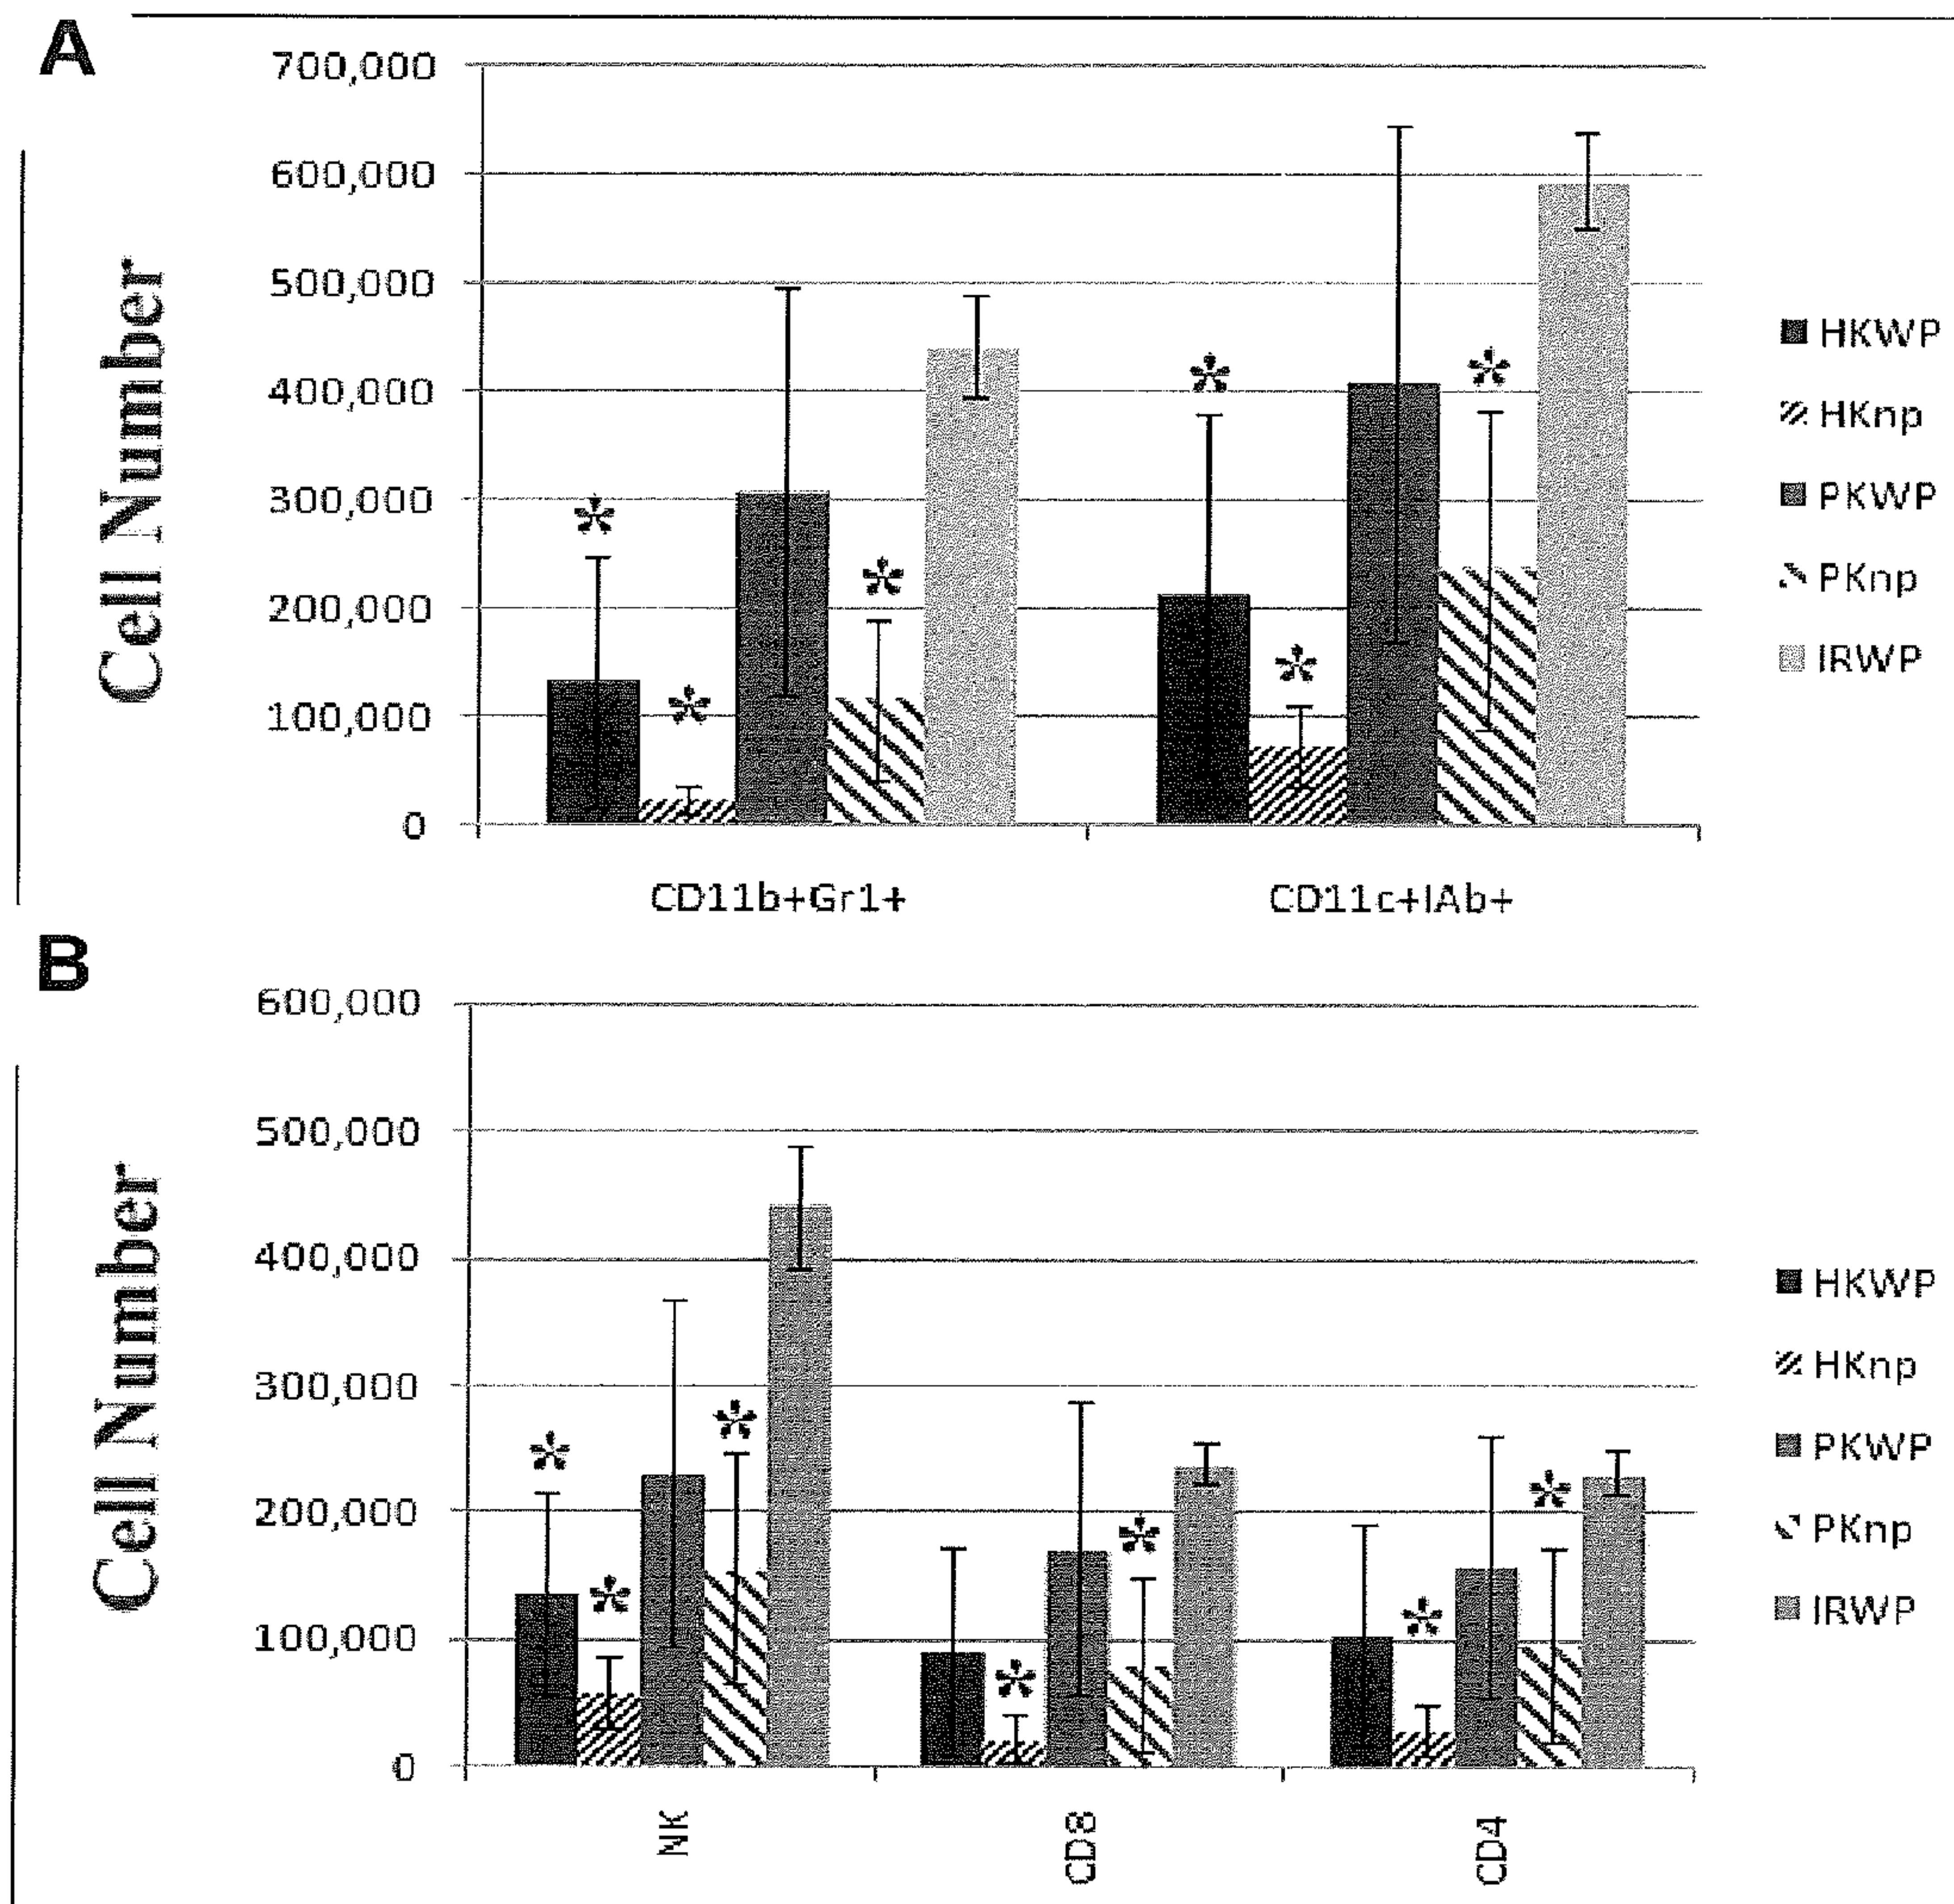 A
700,000
600,000
500,000
400,000
300,000
200,000
100,000
0
Cell Number
*
*
*
*
*
*
CD11b+Gr1+
CD11c+IAb+
HKWP
HKnp
PKWP
PKnp
IRWP
B
600,000
500,000
400,000
300,000
200,000
100,000
0
Cell Number
*
*
*
*
*
*
*
NK
CD8
CD4
HKWP
HKnp
PKWP
PKnp
IRWP